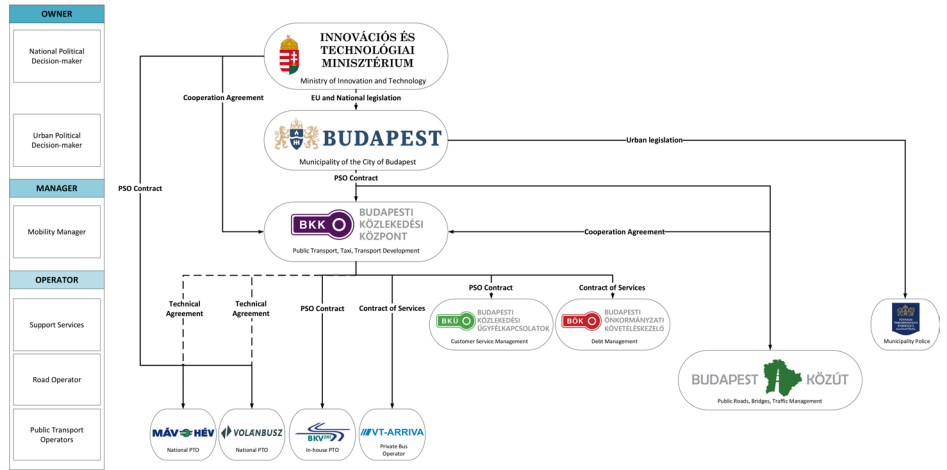 OWNER
National Political
Decision-maker
Urban Political
Decision-maker
MANAGER
Mobility Manager
OPERATOR
Support Services
Road Operator
Public Transport
Operators
INNOVÁCIÓS ÉS
TECHNOLÓGIAI
MINISZTÉRIUM
Ministry of Innovation and Technology
Cooperation Agreement
EU and National legislation
BUDAPEST
Municipality of the City of Budapest
Urban legislation
PSO Contract
PSO Contract
BKK
BUDAPESTI
KÖZLEKEDÉSI
KÖZPONT
Public Transport, Taxi, Transport Development
Cooperation Agreement
Technical
Agreement
Technical
Agreement
PSO Contract
Contract of Services
PSO Contract
Contract of Services
BKÜ
BUDAPESTI
KÖZLEKEDÉSI
ÜGYFÉLKAPCSOLATOK
Customer Service Management
BÖK
BUDAPESTI
ÖNKORMÁNYZATI
KÖVETELÉSKEZELŐ
Debt Management
Municipality Police
BUDAPEST KÖZÚT
Public Roads, Bridges, Traffic Management
MÁV HÉV
National PTO
VOLANBUSZ
National PTO
BKV ZRT
In-house PTO
VT-ARRIVA
Private Bus
Operator